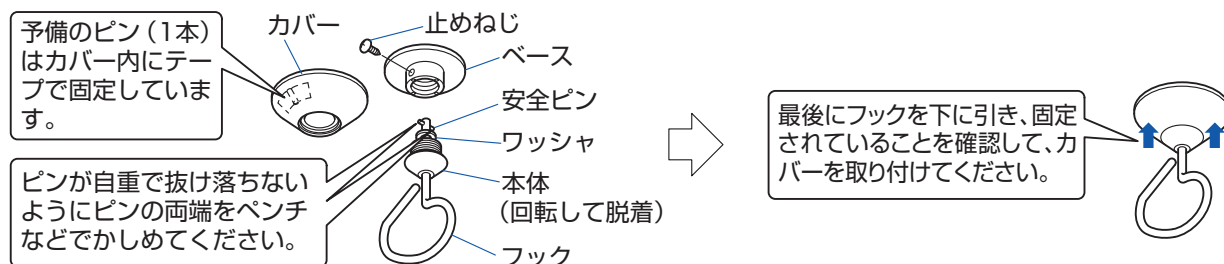 予備のピン(1本)
はカバー内にテー
プで固定していま
す。
カバー
止めねじ
ベース
安全ピン
ワッシャ
本体
(回転して脱着)
フック
ピンが自重で抜け落ちない
ようにピンの両端をペンチ
などでかしめてください。
最後にフックを下に引き、固定
されていることを確認して、カ
バーを取り付けてください。